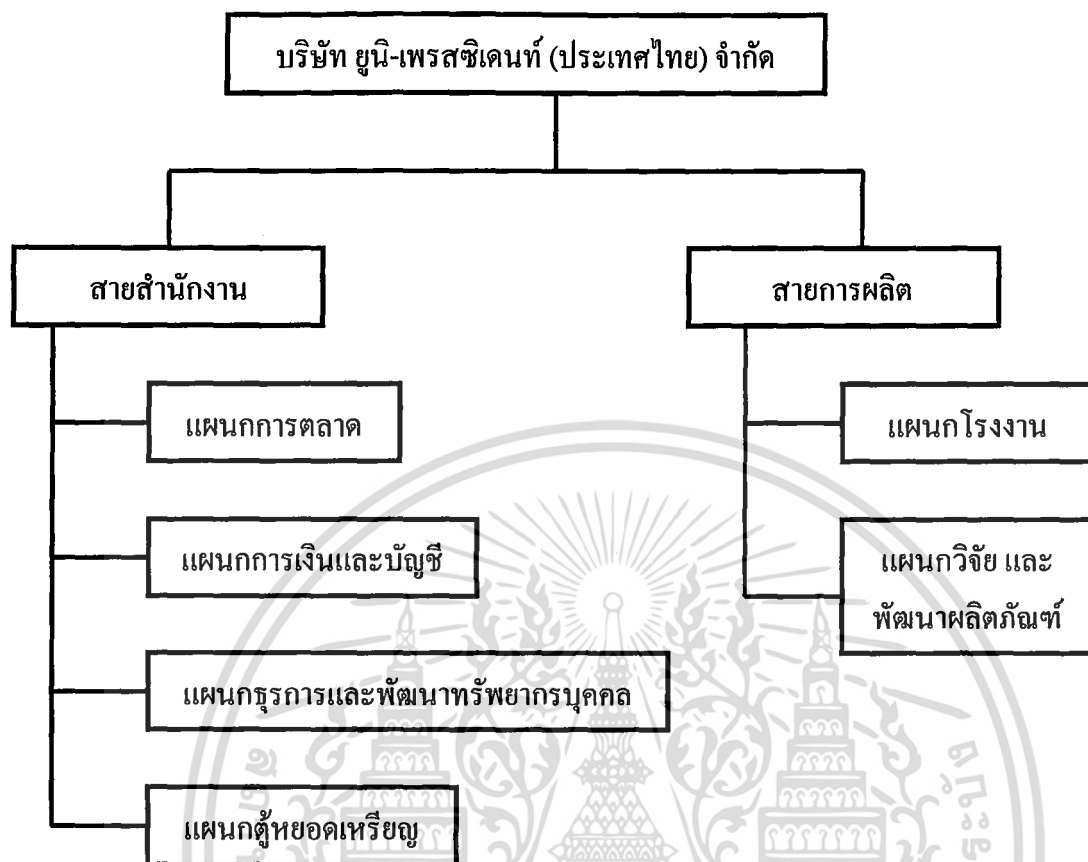 บริษัท ยูนิ-เพรสซิเดนท์ (ประเทศไทย) จำกัด
สายสำนักงาน
แผนกการตลาด
แผนกการเงินและบัญชี
แผนกธุรการและพัฒนาทรัพยากรบุคคล
แผนกตู้หยอดเหรียญ
สายการผลิต
แผนกโรงงาน
แผนกวิจัย และ
พัฒนาผลิตภัณฑ์